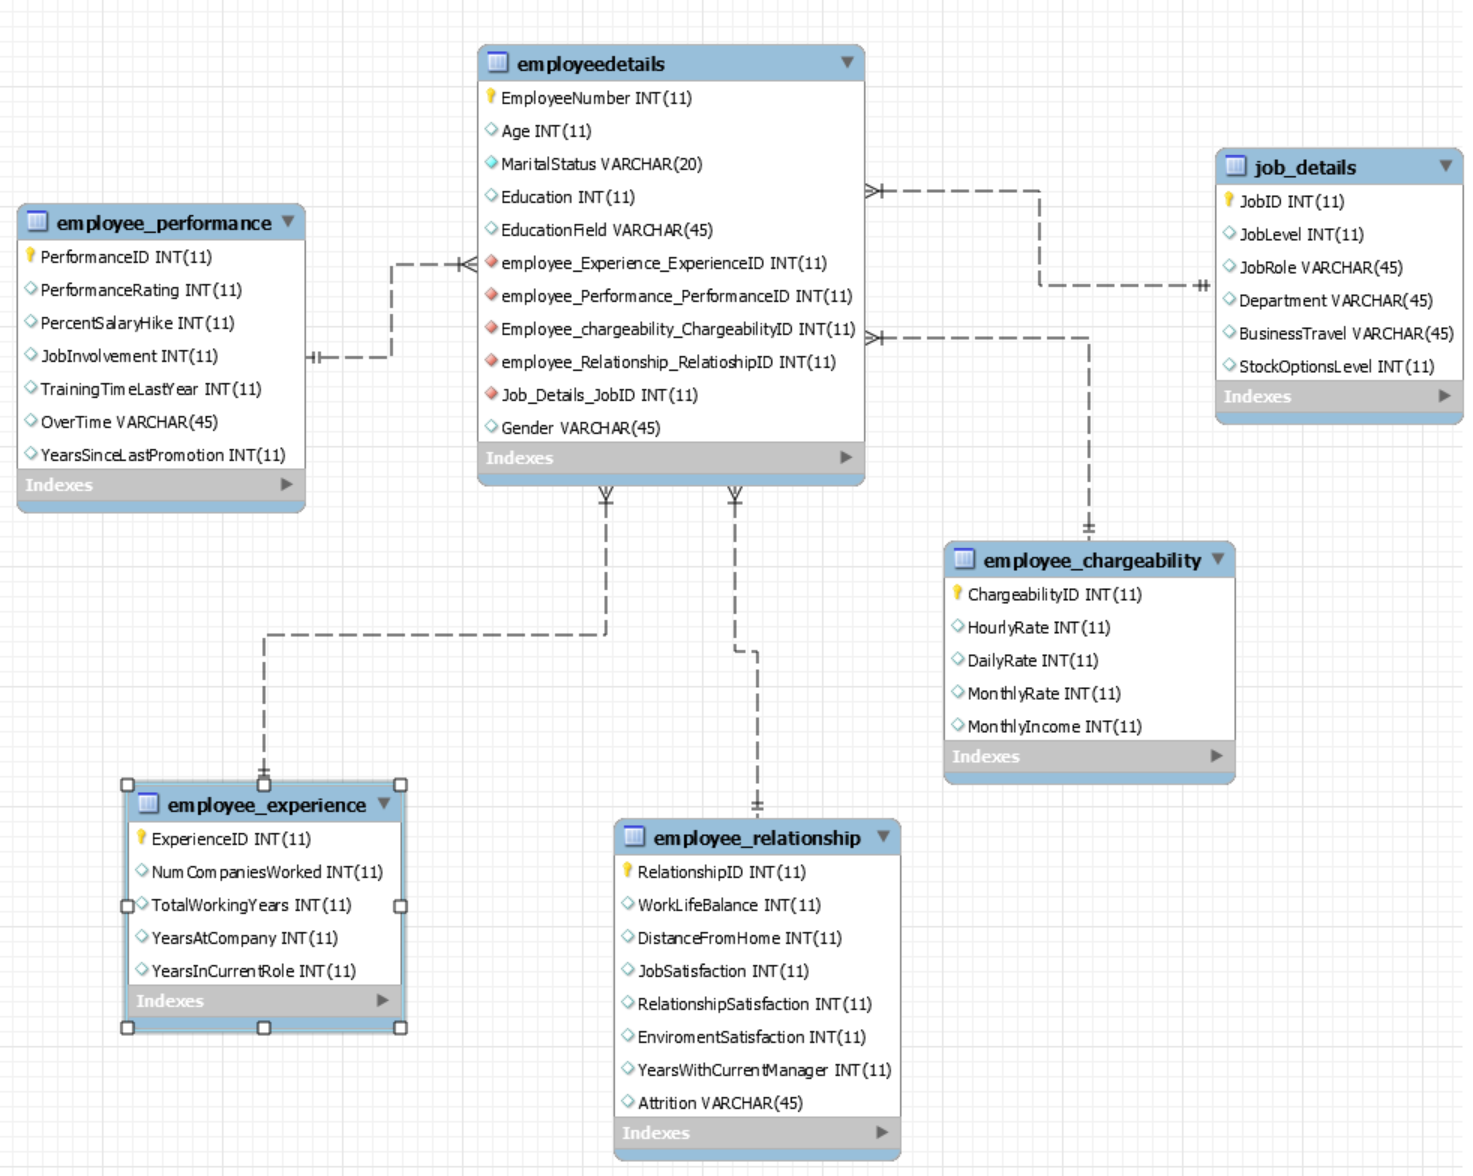 employeedetails
EmployeeNumber INT(11)
Age INT(11)
MaritalStatus VARCHAR(20)
Education INT(11)
EducationField VARCHAR(45)
employee_Experience_ExperienceID INT(11)
employee_Performance_PerformanceID INT(11)
Employee_chargeability_ChargeabilityID INT(11)
employee_Relationship_RelatioshipID INT(11)
Job_Details_JobID INT(11)
Gender VARCHAR(45)
Indexes
job_details
JobID INT(11)
JobLevel INT(11)
JobRole VARCHAR(45)
Department VARCHAR(45)
BusinessTravel VARCHAR(45)
StockOptionsLevel INT(11)
Indexes
employee_performance
PerformanceID INT(11)
PerformanceRating INT(11)
PercentSalaryHike INT(11)
JobInvolvement INT(11)
TrainingTimeLastYear INT(11)
OverTime VARCHAR(45)
YearsSinceLastPromotion INT(11)
Indexes
employee_chargeability
ChargeabilityID INT(11)
HourlyRate INT(11)
DailyRate INT(11)
MonthlyRate INT(11)
MonthlyIncome INT(11)
Indexes
employee_experience
ExperienceID INT(11)
NumCompaniesWorked INT(11)
TotalWorkingYears INT(11)
YearsAtCompany INT(11)
YearsInCurrentRole INT(11)
Indexes
employee_relationship
RelationshipID INT(11)
WorkLifeBalance INT(11)
DistanceFromHome INT(11)
JobSatisfaction INT(11)
RelationshipSatisfaction INT(11)
EnviromentSatisfaction INT(11)
YearsWithCurrentManager INT(11)
Attrition VARCHAR(45)
Indexes